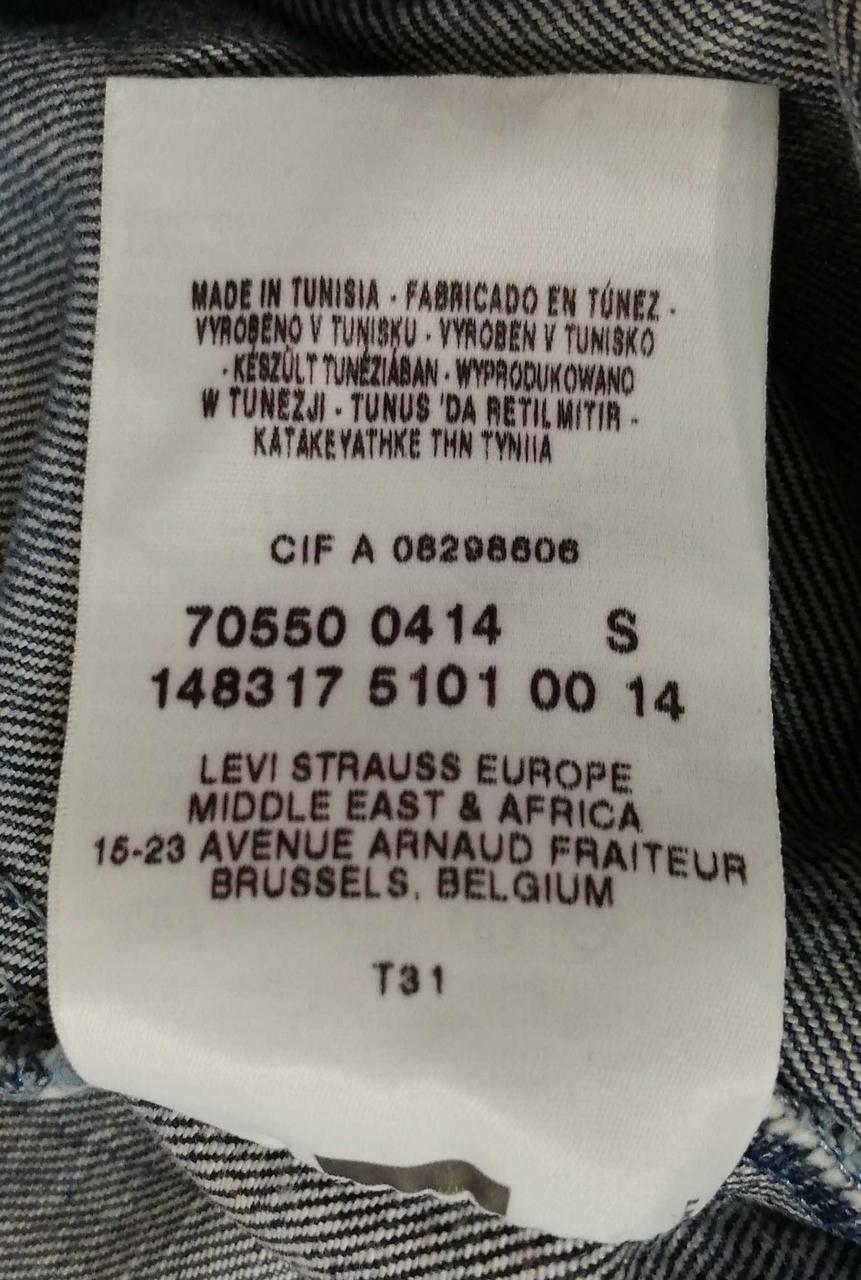 MADE IN TUNISIA - FABRICADO EN TÚNEZ -
VYROBENO V TUNISKU - VYROBEN V TUNISKO
- KÉSZÜLT TUNÉZIÁBAN - WYPRODUKOWANO
W TUNEZJI - TUNUS 'DA RETILMITIR -
KATAKEYATHKE THN TYNIIA
CIF A 08298606
70550 0414 S
148317 5101 00 14
LEVI STRAUSS EUROPE
MIDDLE EAST & AFRICA
15-23 AVENUE ARNAUD FRAITEUR
BRUSSELS, BELGIUM
T31